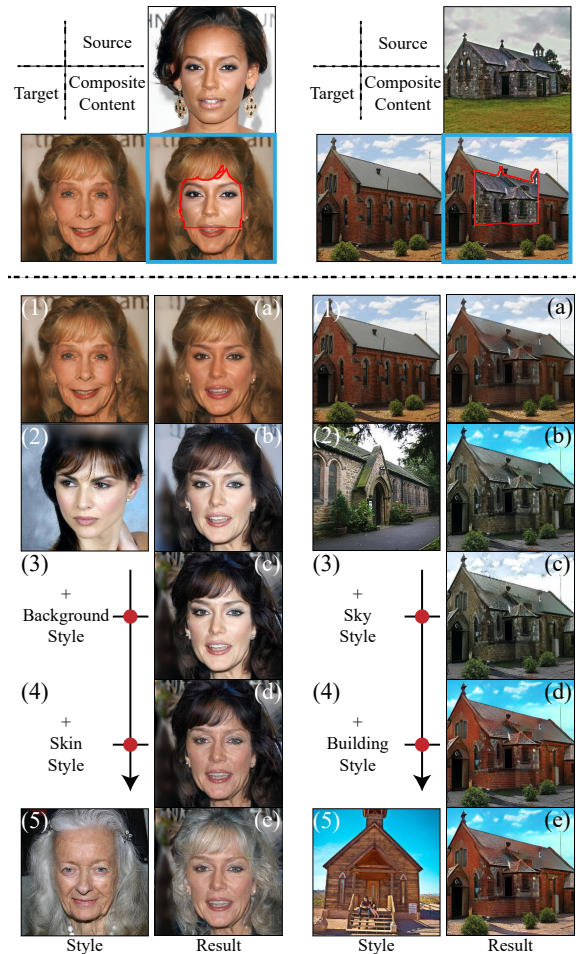 Source
Target
Composite
Content
Source
Target
Composite
Content
(1)
(a)
(2)
(b)
(3)
+
Background
Style
(c)
(4)
+
Skin
Style
(d)
(5)
(e)
Style
Result
(1)
(a)
(2)
(b)
(3)
+
Sky
Style
(c)
(4)
+
Building
Style
(d)
(5)
(e)
Style
Result